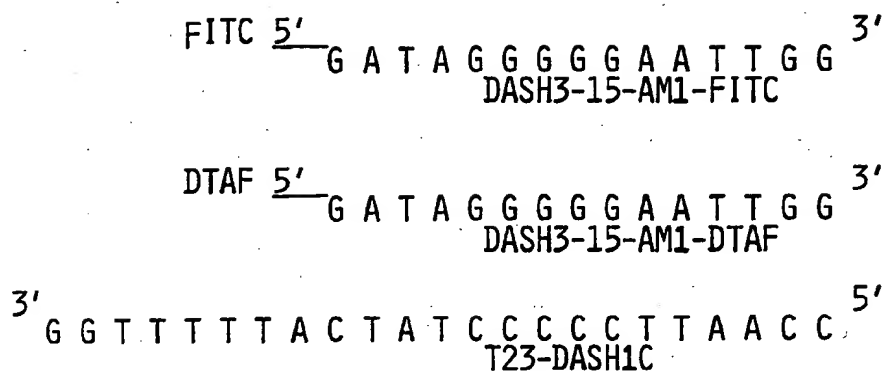 FITC 5' G A T A G G G G G A A T T G G 3'
DASH3-15-AM1-FITC
DTAF 5' G A T A G G G G G A A T T G G 3'
DASH3-15-AM1-DTAF
3' G G T T T T T A C T A T C C C C C T T A A C C 5'
T23-DASH1C